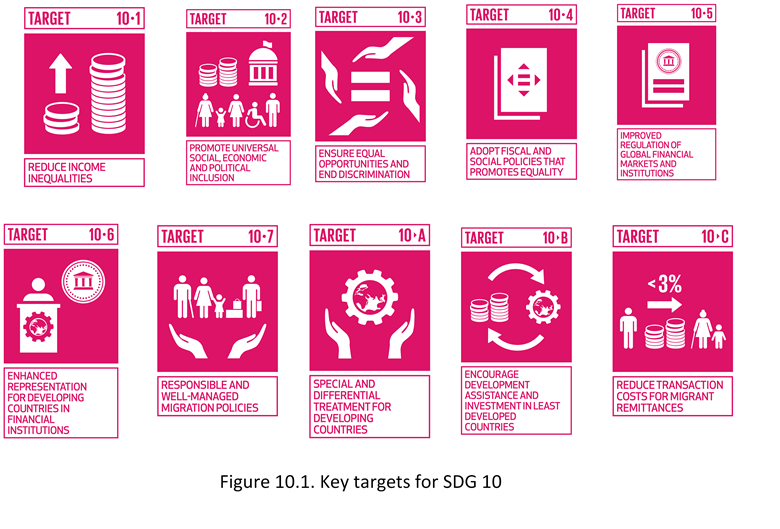 TARGET 10·1
REDUCE INCOME
INEQUALITIES
TARGET 10·2
PROMOTE UNIVERSAL
SOCIAL, ECONOMIC
AND POLITICAL
INCLUSION
TARGET 10·3
ENSURE EQUAL
OPPORTUNITIES AND
END DISCRIMINATION
TARGET 10·4
ADOPT FISCAL AND
SOCIAL POLICIES THAT
PROMOTES EQUALITY
TARGET 10·5
IMPROVED
REGULATION OF
GLOBAL FINANCIAL
MARKETS AND
INSTITUTIONS
TARGET 10·6
ENHANCED
REPRESENTATION
FOR DEVELOPING
COUNTRIES IN
FINANCIAL
INSTITUTIONS
TARGET 10·7
RESPONSIBLE AND
WELL-MANAGED
MIGRATION POLICIES
TARGET 10·A
SPECIAL AND
DIFFERENTIAL
TREATMENT FOR
DEVELOPING
COUNTRIES
TARGET 10·B
ENCOURAGE
DEVELOPMENT
ASSISTANCE AND
INVESTMENT IN LEAST
DEVELOPED
COUNTRIES
TARGET 10·C
<3%
REDUCE TRANSACTION
COSTS FOR MIGRANT
REMITTANCES
Figure 10.1. Key targets for SDG 10